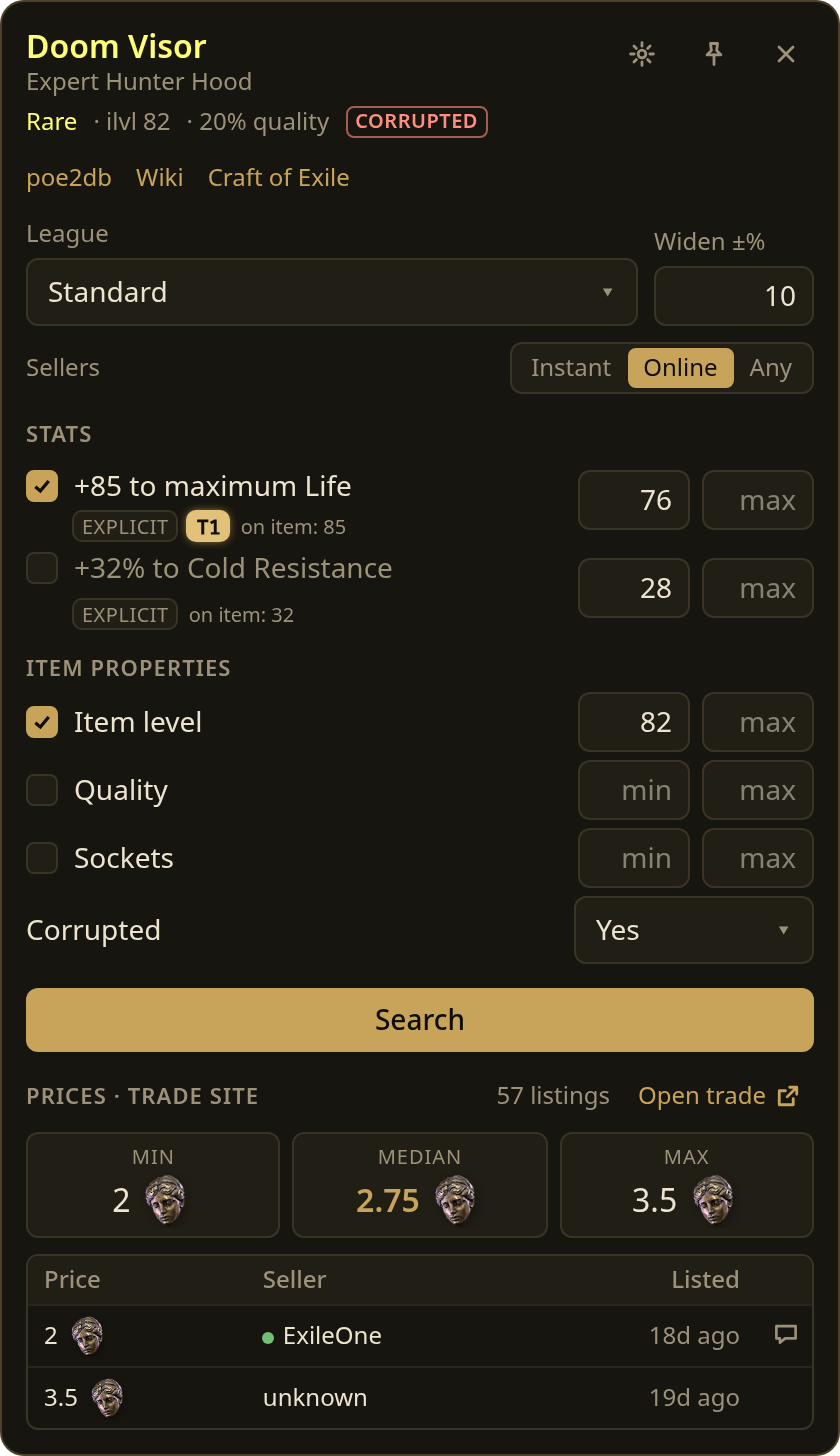 Doom Visor
Expert Hunter Hood
Rare · ilvl 82 · 20% quality CORRUPTED
poe2db Wiki Craft of Exile
League Widen ±%
Standard 10
Sellers Instant Online Any
STATS
+85 to maximum Life 76 max
EXPLICIT T1 on item: 85
+32% to Cold Resistance 28 max
EXPLICIT on item: 32
ITEM PROPERTIES
Item level 82 max
Quality min max
Sockets min max
Corrupted Yes
Search
PRICES · TRADE SITE 57 listings Open trade
MIN MEDIAN MAX
2 2.75 3.5
Price Seller Listed
2 ExileOne 18d ago
3.5 unknown 19d ago